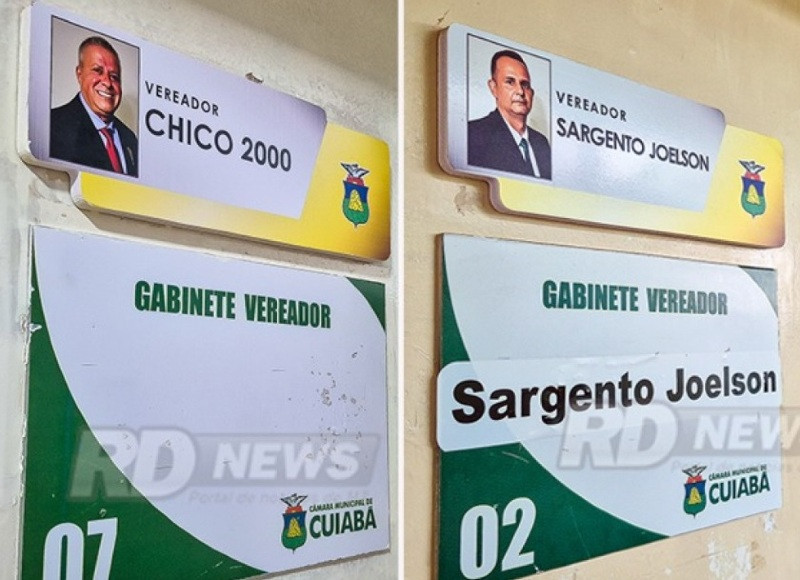 VEREADOR
CHICO 2000
GABINETE VEREADOR
RD NEWS
CÂMARA MUNICIPAL DE
CUIABÁ
07
VEREADOR
SARGENTO JOELSON
GABINETE VEREADOR
Sargento Joelson
RD NEWS
CÂMARA MUNICIPAL DE
CUIABÁ
02